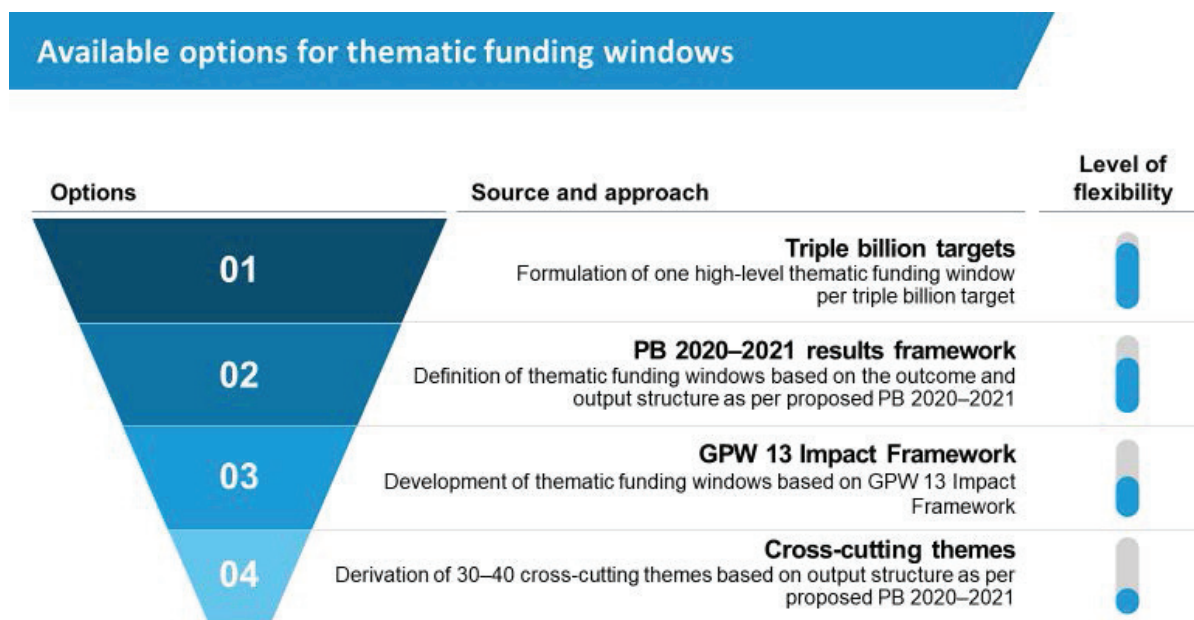 Available options for thematic funding windows
Options
Source and approach
Level of
flexibility
01
Triple billion targets
Formulation of one high-level thematic funding window
per triple billion target
02
PB 2020–2021 results framework
Definition of thematic funding windows based on the outcome and
output structure as per proposed PB 2020–2021
03
GPW 13 Impact Framework
Development of thematic funding windows based on GPW 13 Impact
Framework
04
Cross-cutting themes
Derivation of 30–40 cross-cutting themes based on output structure as per
proposed PB 2020–2021